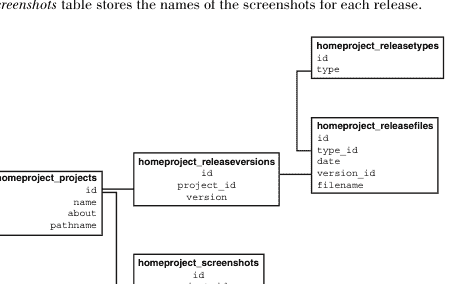 screenshots table stores the names of the screenshots for each release.
homeproject_releasetypes
id
type
homeproject_releasefiles
id
type_id
date
version_id
filename
homeproject_releaseversions
id
project_id
version
homeproject_projects
id
name
about
pathname
homeproject_screenshots
id